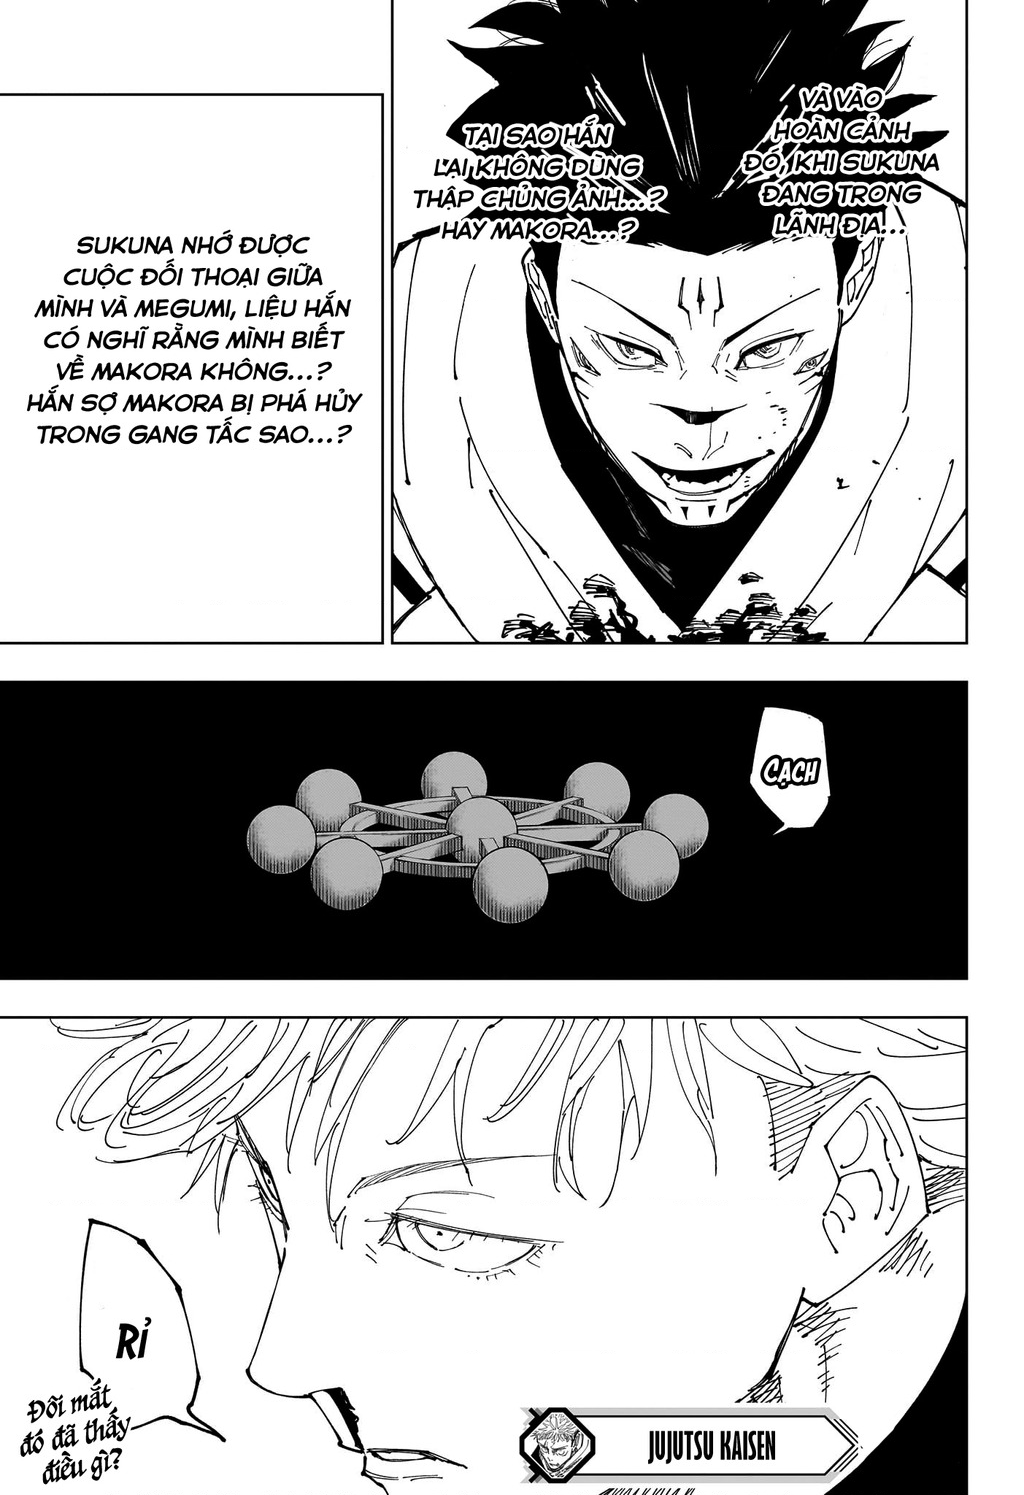 VÀ VÀO
HOÀN CẢNH
ĐÓ, KHI SUKUNA
ĐANG TRONG
LÃNH ĐỊA...
TẠI SAO HẮN
LẠI KHÔNG DÙNG
THẬP CHỦNG ẢNH...?
HAY MAKORA...?
SUKUNA NHỚ ĐƯỢC
CUỘC ĐỐI THOẠI GIỮA
MÌNH VÀ MEGUMI, LIỆU HẮN
CÓ NGHĨ RẰNG MÌNH BIẾT
VỀ MAKORA KHÔNG...?
HẮN SỢ MAKORA BỊ PHÁ HỦY
TRONG GANG TẤC SAO...?
CẠCH
RỈ
Đôi mắt
đó đã thấy
điều gì?
JUJUTSU KAISEN